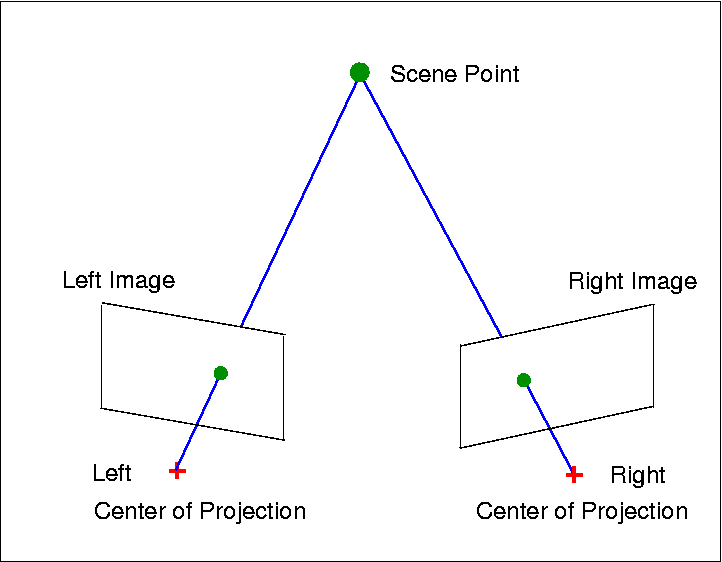 Scene Point
Left Image
Right Image
Left
Right
Center of Projection
Center of Projection